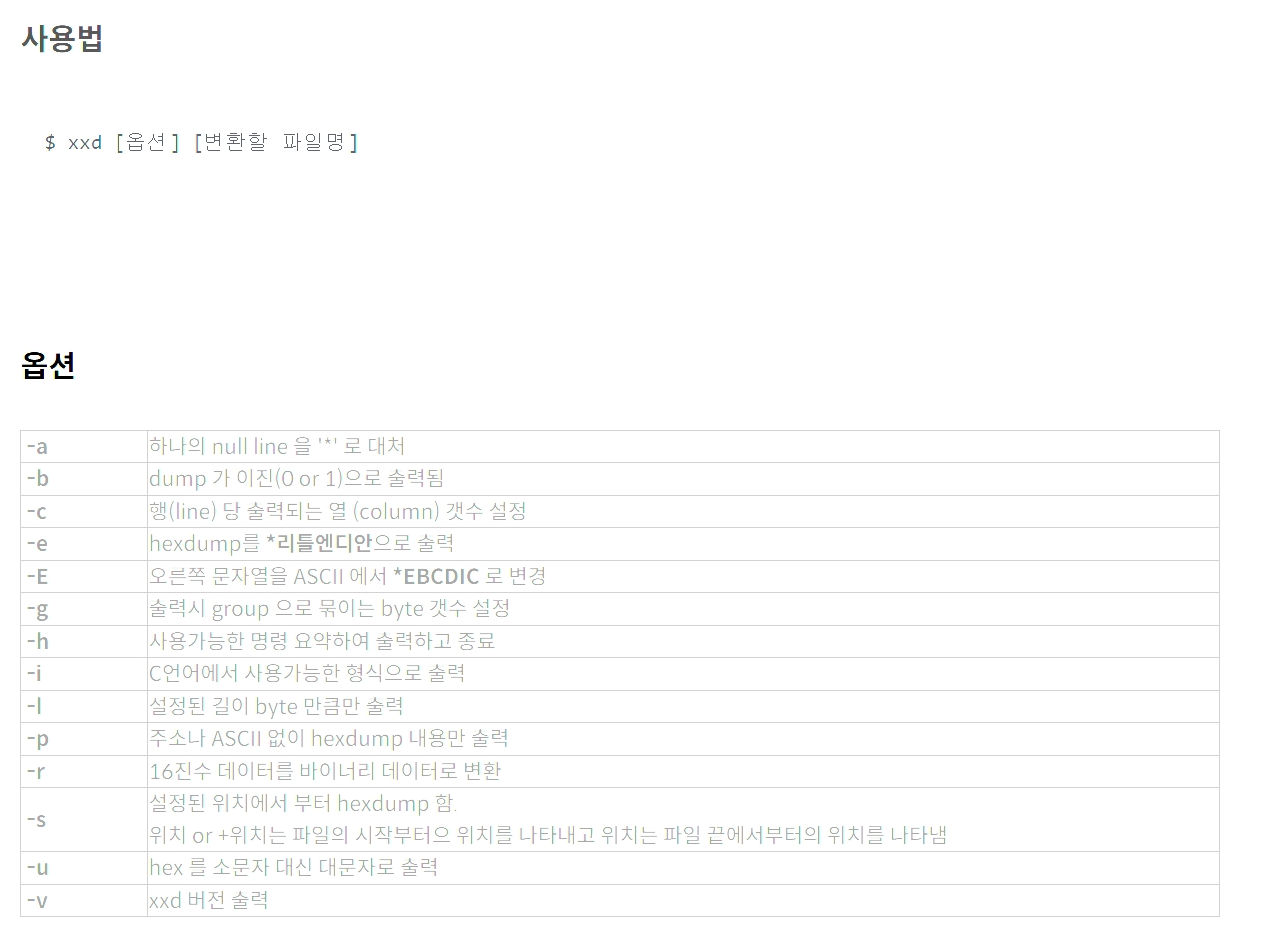 사용법
$ xxd [옵션] [변환할 파일명]
옵션
-a 하나의 null line 을 '*' 로 대처
-b dump 가 이진(0 or 1)으로 술력됨
-c 행(line) 당 술력되는 열 (column) 갯수 설정
-e hexdump를 *리틀엔디안으로 술력
-E 오른쪽 문자열을 ASCII 에서 *EBCDIC 로 변경
-g 술력시 group 으로 묶이는 byte 갯수 설정
-h 사용가능한 명령 요약하여 술력하고 종료
-i C언어에서 사용가능한 형식으로 술력
-l 설정된 길이 byte 만큼만 술력
-p 주소나 ASCII 없이 hexdump 내용만 술력
-r 16진수 데이터를 바이너리 데이터로 변환
-s 설정된 위치에서 부터 hexdump 함.
위치 or +위치는 파일의 시작부터으 위치를 나타내고 위치는 파일 끝에서부터의 위치를 나타냄
-u hex 를 소문자 대신 대문자로 술력
-v xxd 버전 술력